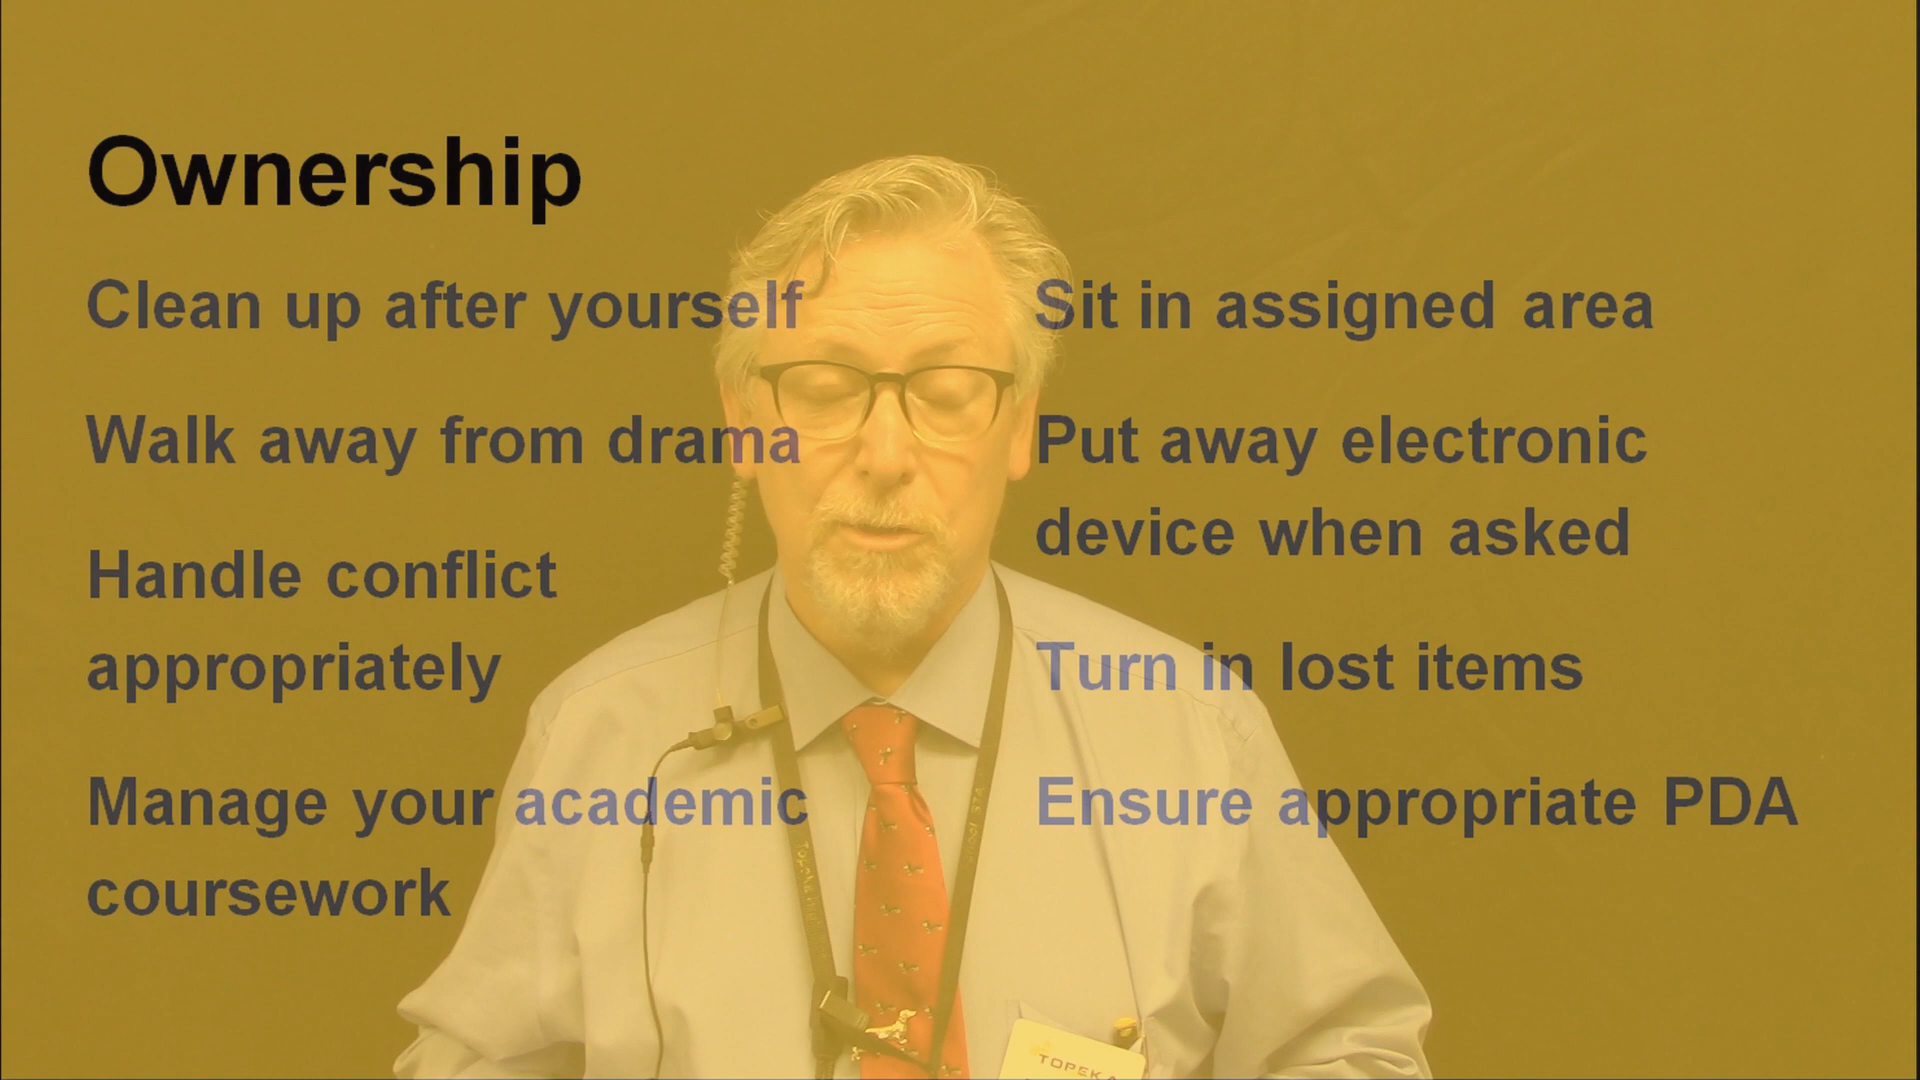 Ownership
Clean up after yourself
Walk away from drama
Handle conflict
appropriately
Manage your academic
coursework
Sit in assigned area
Put away electronic
device when asked
Turn in lost items
Ensure appropriate PDA
TOPEKA